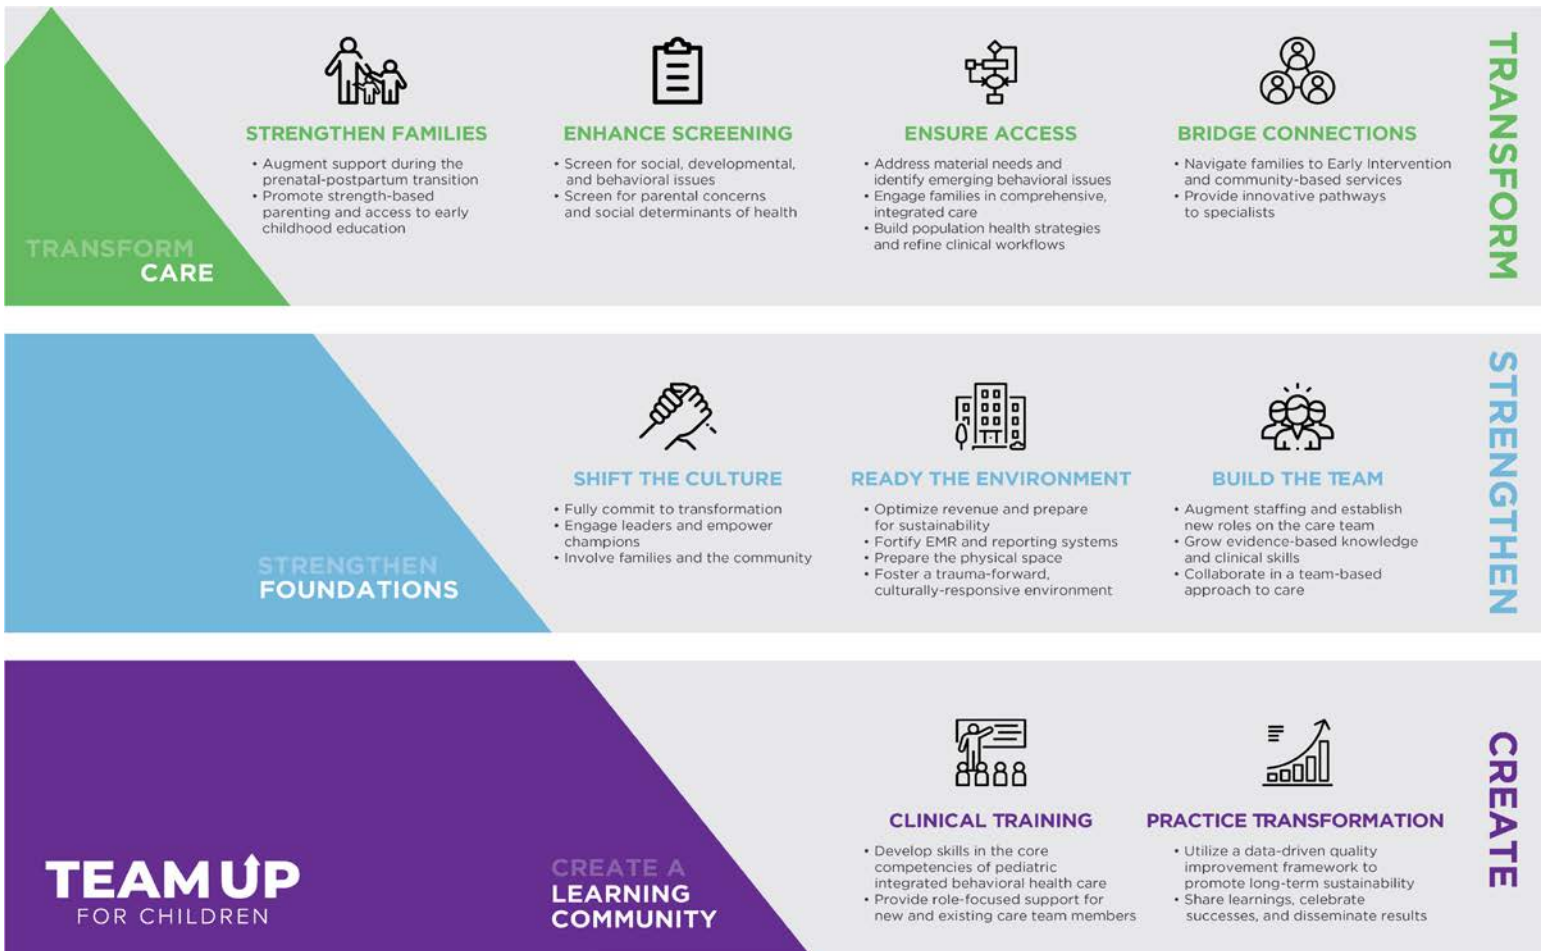 TRANSFORM
CARE
STRENGTHEN FAMILIES
• Augment support during the
prenatal-postpartum transition
• Promote strength-based
parenting and access to early
childhood education
ENHANCE SCREENING
• Screen for social, developmental,
and behavioral issues
• Screen for parental concerns
and social determinants of health
ENSURE ACCESS
• Address material needs and
identify emerging behavioral issues
• Engage families in comprehensive,
integrated care
• Build population health strategies
and refine clinical workflows
BRIDGE CONNECTIONS
• Navigate families to Early Intervention
and community-based services
• Provide innovative pathways
to specialists
TRANSFORM
STRENGTHEN
FOUNDATIONS
SHIFT THE CULTURE
• Fully commit to transformation
• Engage leaders and empower
champions
• Involve families and the community
READY THE ENVIRONMENT
• Optimize revenue and prepare
for sustainability
• Fortify EMR and reporting systems
• Prepare the physical space
• Foster a trauma-forward,
culturally-responsive environment
BUILD THE TEAM
• Augment staffing and establish
new roles on the care team
• Grow evidence-based knowledge
and clinical skills
• Collaborate in a team-based
approach to care
STRENGTHEN
TEAM UP
FOR CHILDREN
CREATE A
LEARNING
COMMUNITY
CLINICAL TRAINING
• Develop skills in the core
competencies of pediatric
integrated behavioral health care
• Provide role-focused support for
new and existing care team members
PRACTICE TRANSFORMATION
• Utilize a data-driven quality
improvement framework to
promote long-term sustainability
• Share learnings, celebrate
successes, and disseminate results
CREATE